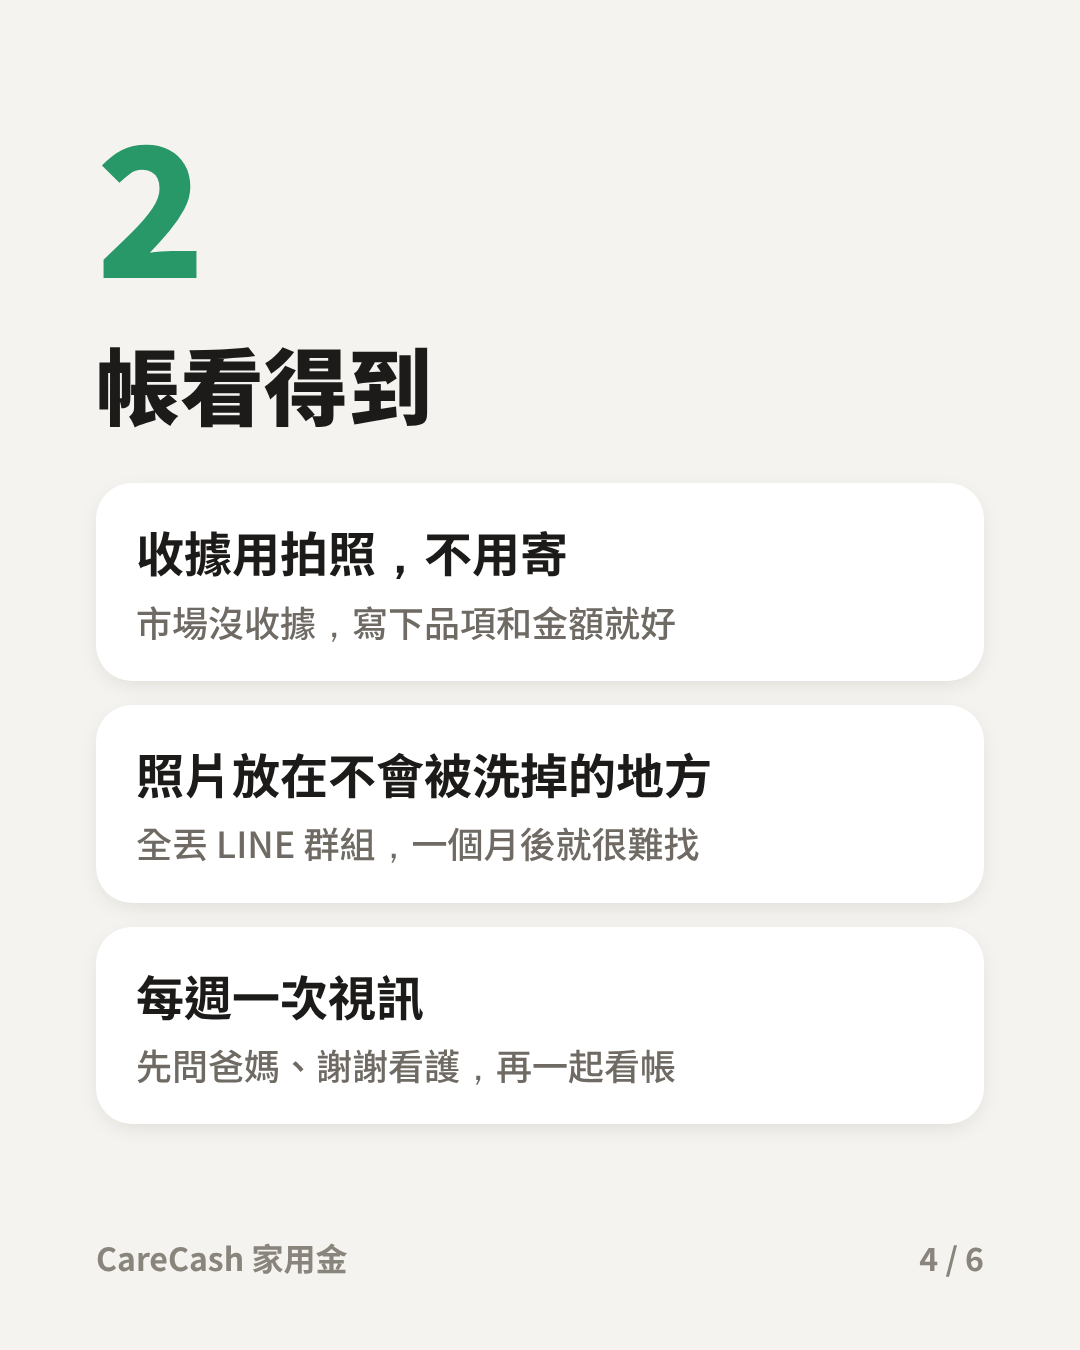 2
帳看得到
收據用拍照，不用寄
市場沒收據，寫下品項和金額就好
照片放在不會被洗掉的地方
全丟 LINE 群組，一個月後就很難找
每週一次視訊
先問爸媽、謝謝看護，再一起看帳
CareCash 家用金
4 / 6